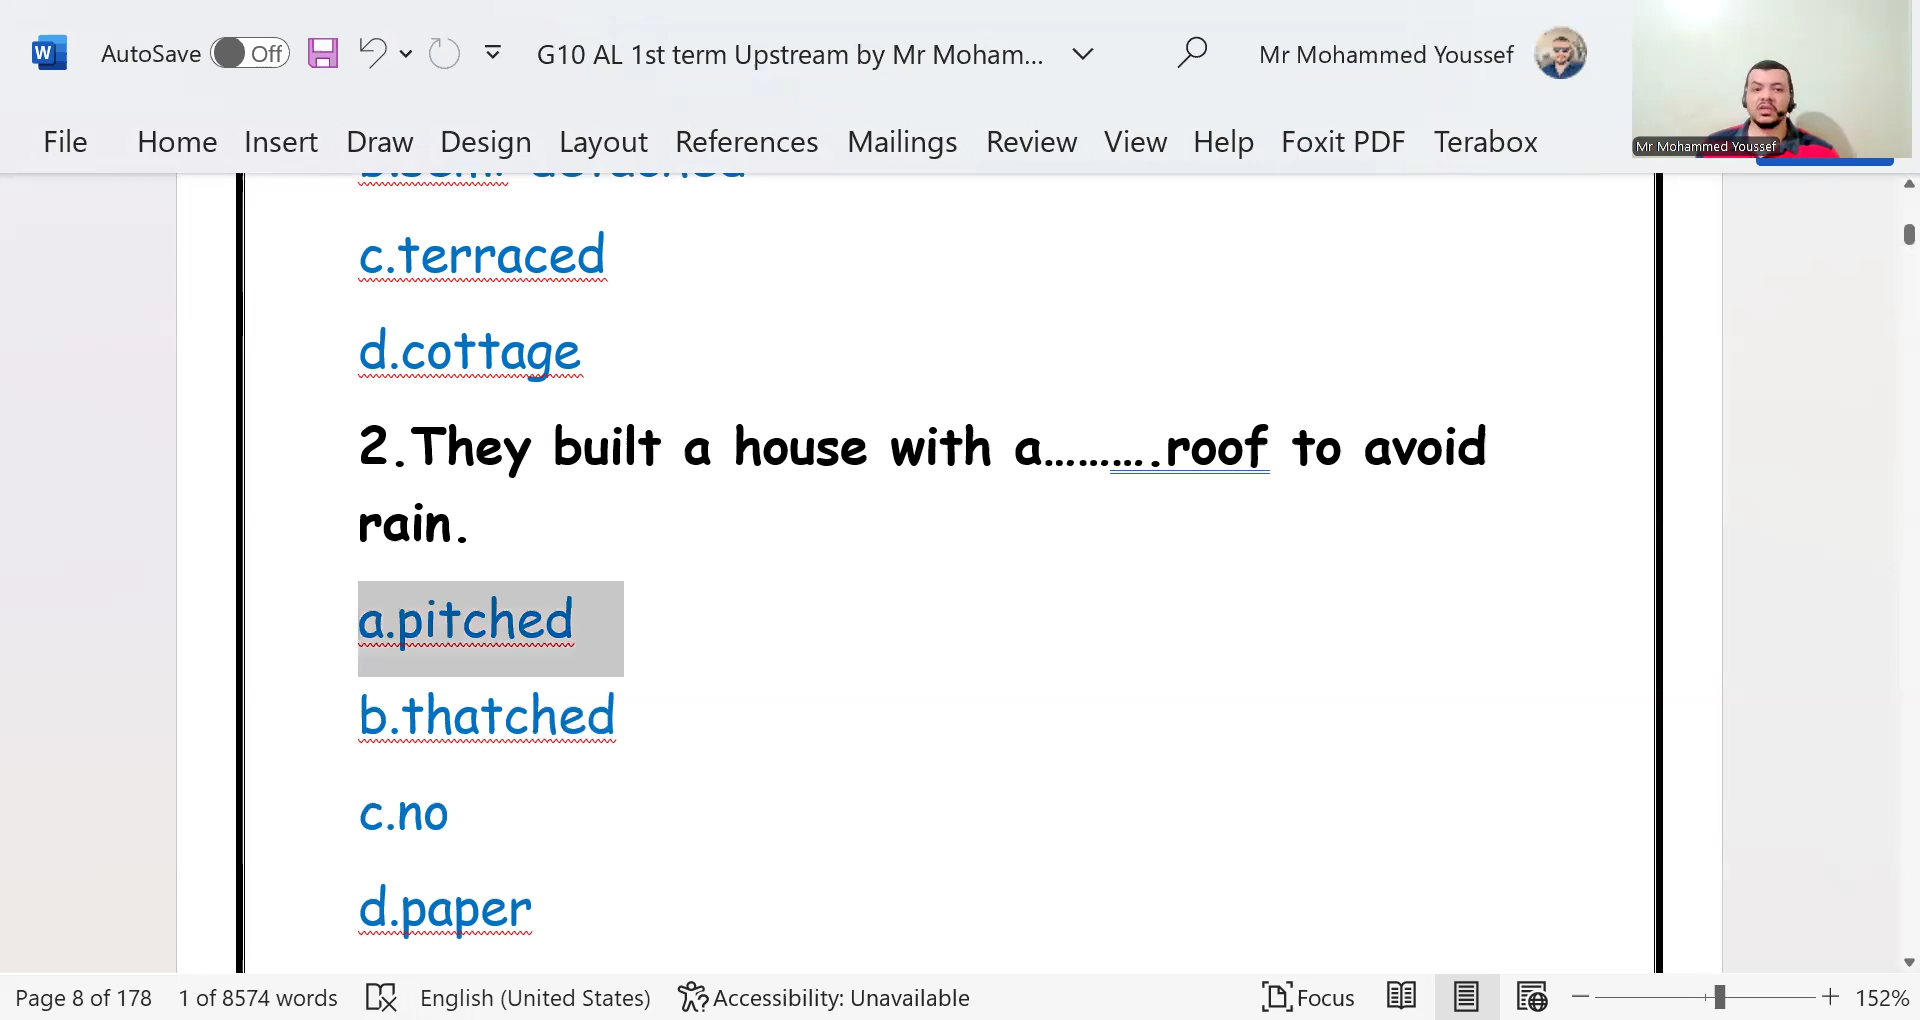 AutoSave Off G10 AL 1st term Upstream by Mr Moham... Mr Mohammed Youssef
Mr Mohammed Youssef
File Home Insert Draw Design Layout References Mailings Review View Help Foxit PDF Terabox
b.semi-detached
c.terraced
d.cottage
2.They built a house with a……….roof to avoid
rain.
a.pitched
b.thatched
c.no
d.paper
Page 8 of 178 1 of 8574 words English (United States) Accessibility: Unavailable Focus 152%